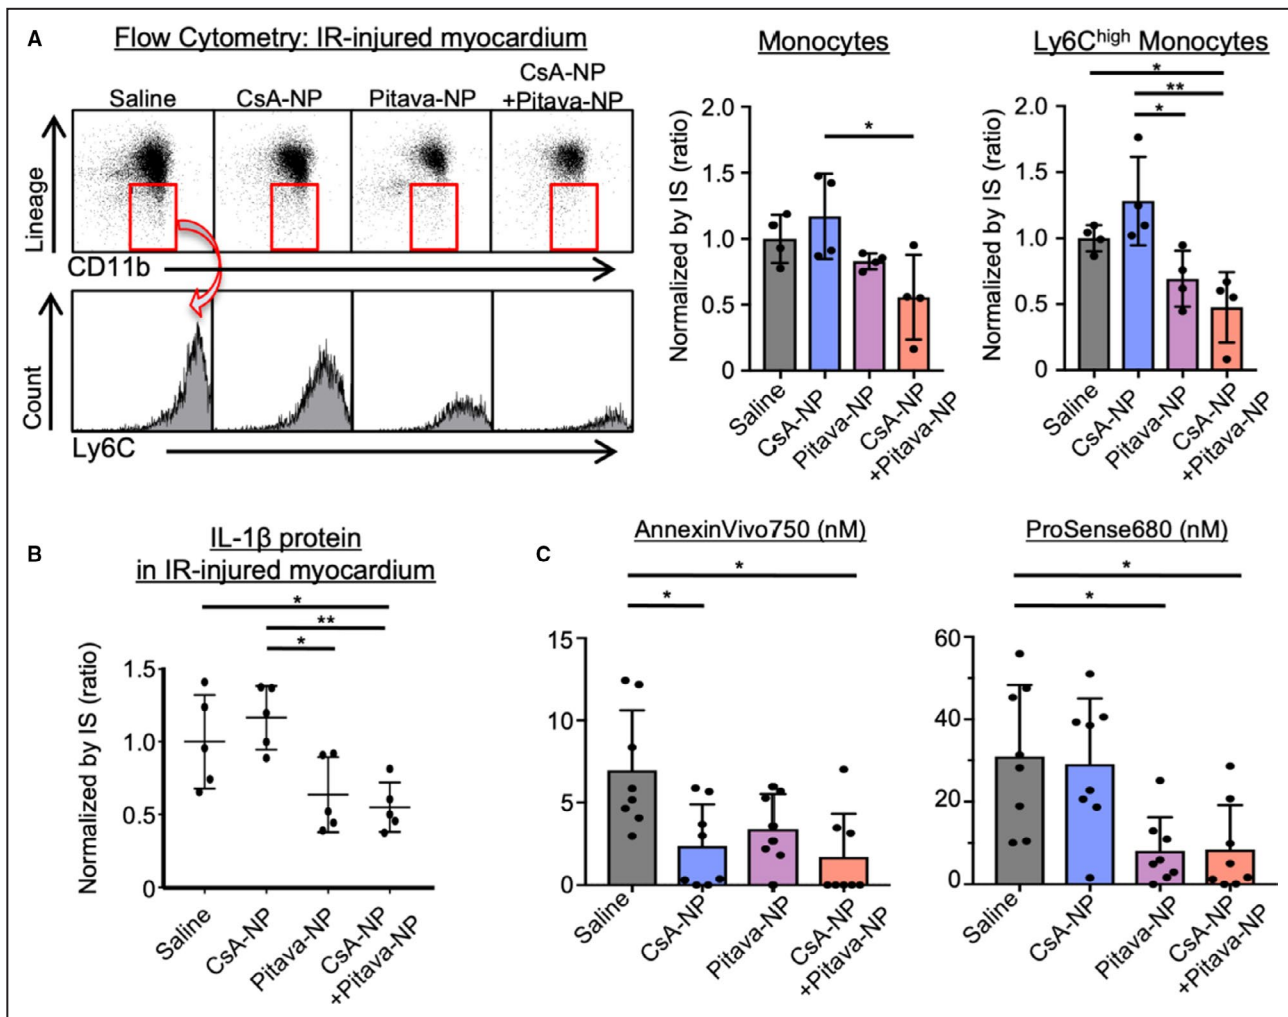 A
Flow Cytometry: IR-injured myocardium
Saline CsA-NP Pitava-NP CsA-NP
+Pitava-NP
Lineage
CD11b
Count
Ly6C
Monocytes
Normalized by IS (ratio)
2.0
1.5
1.0
0.5
0
*
Saline
CsA-NP
Pitava-NP
CsA-NP
+Pitava-NP
Ly6Chigh Monocytes
Normalized by IS (ratio)
2.0
1.5
1.0
0.5
0
*
**
*
Saline
CsA-NP
Pitava-NP
CsA-NP
+Pitava-NP
B
IL-1β protein
in IR-injured myocardium
Normalized by IS (ratio)
1.5
1.0
0.5
0
*
**
*
Saline
CsA-NP
Pitava-NP
CsA-NP
+Pitava-NP
C
AnnexinVivo750 (nM)
15
10
5
0
*
*
Saline
CsA-NP
Pitava-NP
CsA-NP
+Pitava-NP
ProSense680 (nM)
60
40
20
0
*
*
Saline
CsA-NP
Pitava-NP
CsA-NP
+Pitava-NP